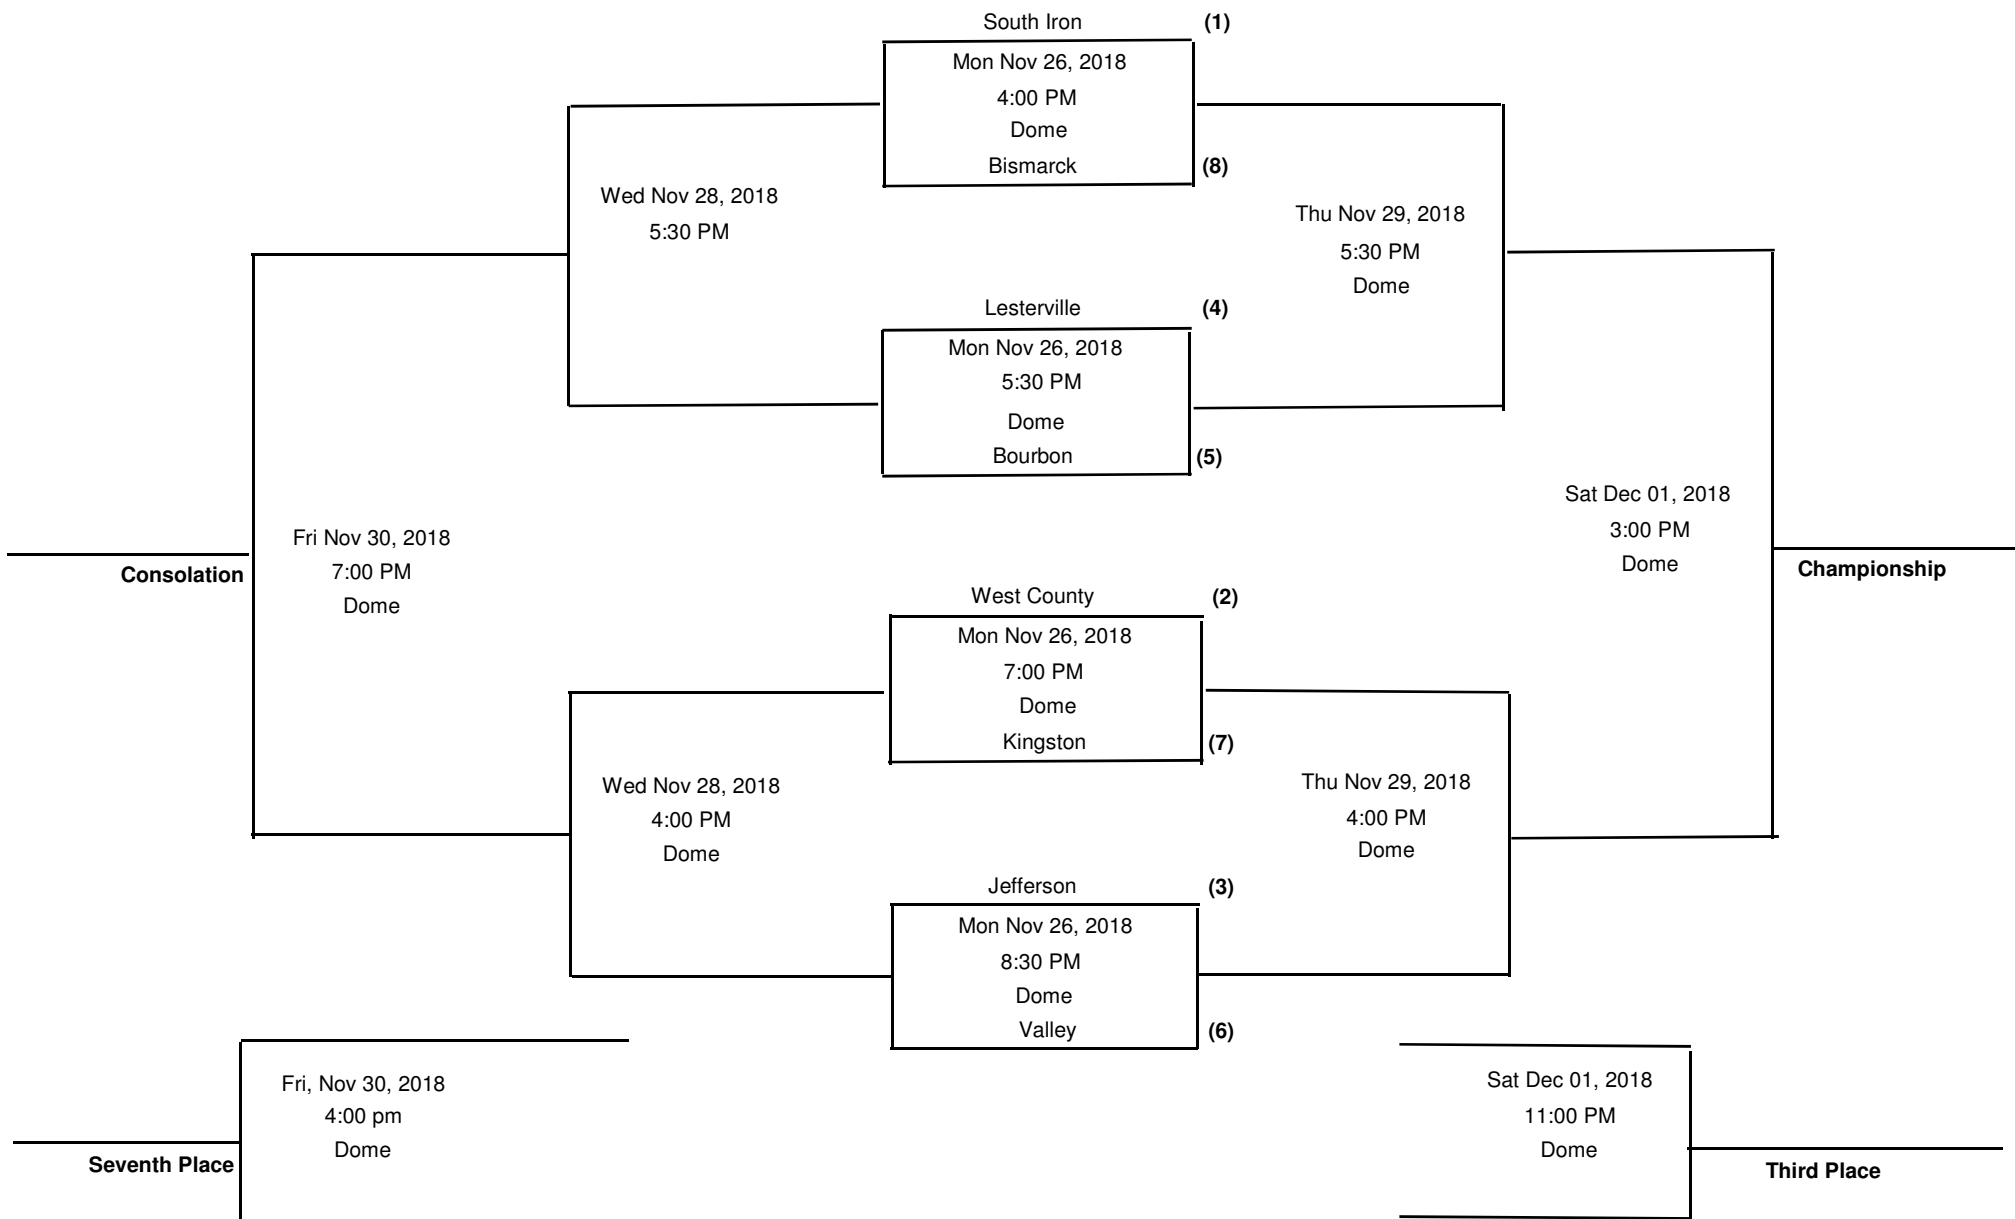 South Iron (1)
Mon Nov 26, 2018
4:00 PM
Dome
Bismarck (8)
Wed Nov 28, 2018
5:30 PM
Thu Nov 29, 2018
5:30 PM
Dome
Lesterville (4)
Mon Nov 26, 2018
5:30 PM
Dome
Bourbon (5)
Sat Dec 01, 2018
3:00 PM
Dome
Championship
Fri Nov 30, 2018
7:00 PM
Dome
Consolation
West County (2)
Mon Nov 26, 2018
7:00 PM
Dome
Kingston (7)
Wed Nov 28, 2018
4:00 PM
Dome
Thu Nov 29, 2018
4:00 PM
Dome
Jefferson (3)
Mon Nov 26, 2018
8:30 PM
Dome
Valley (6)
Fri, Nov 30, 2018
4:00 pm
Dome
Seventh Place
Sat Dec 01, 2018
11:00 PM
Dome
Third Place